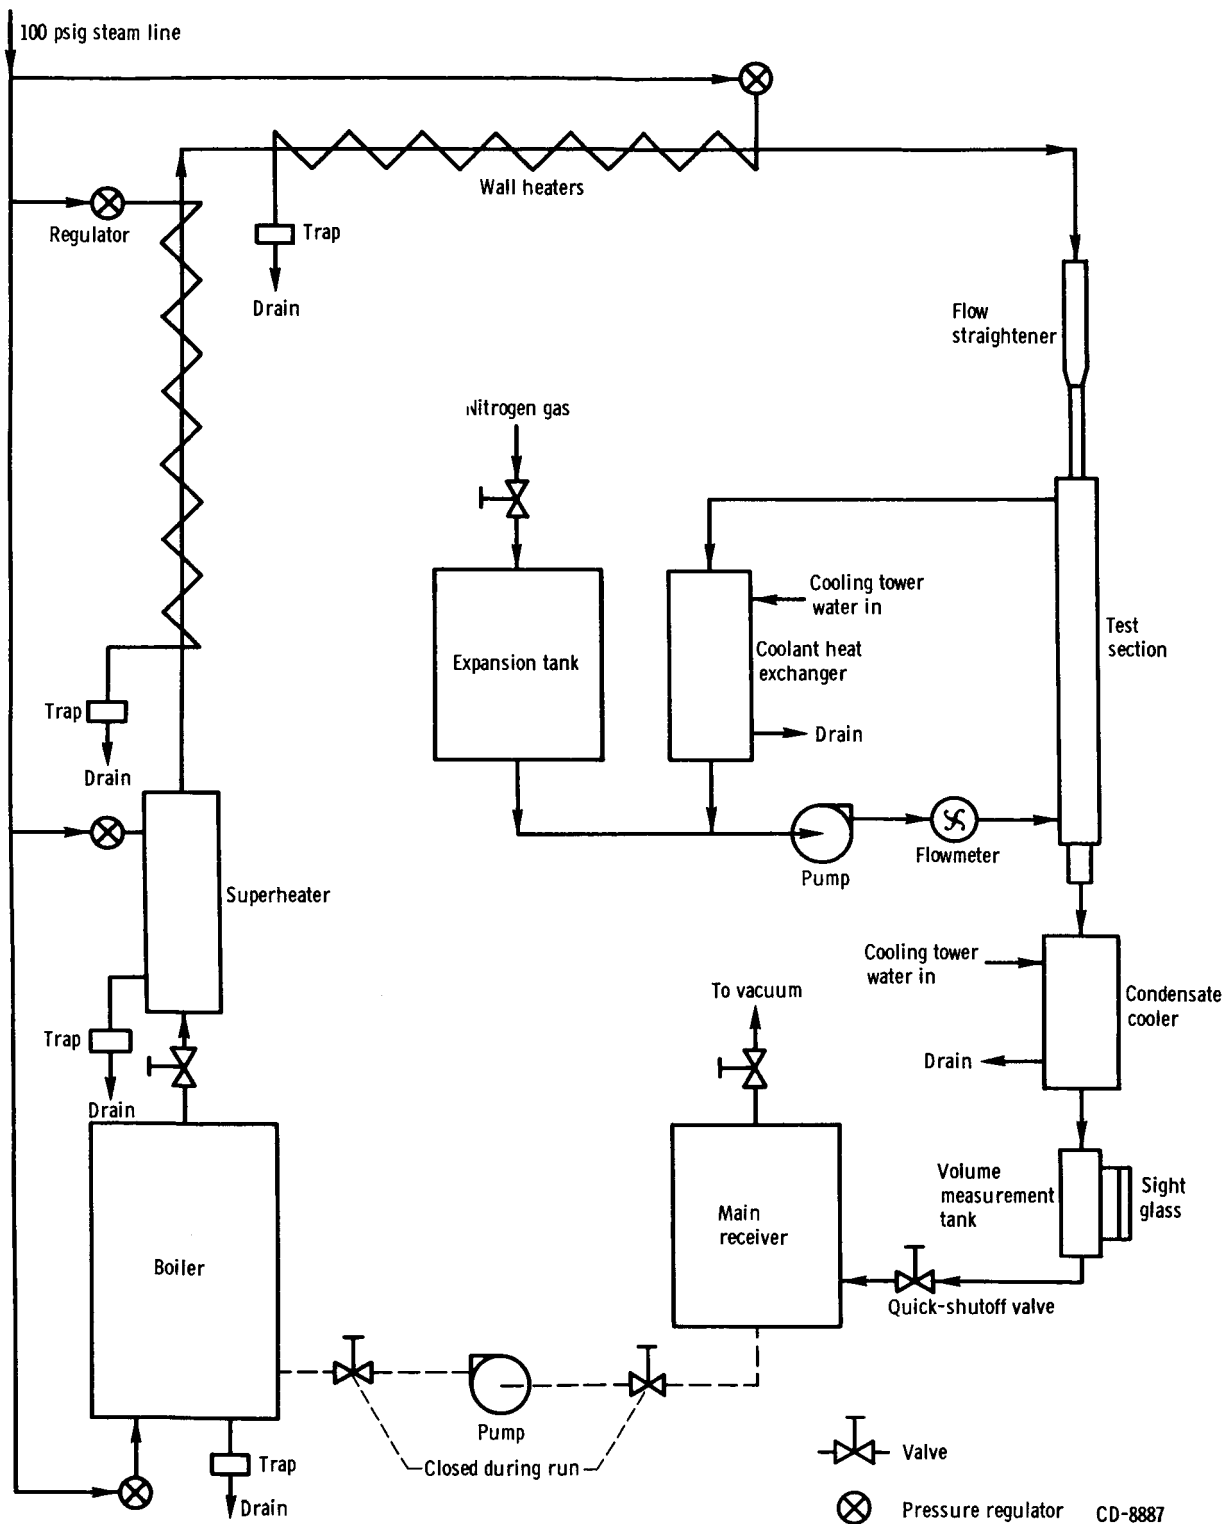 100 psig steam line
Wall heaters
Regulator
Trap
Drain
Flow
straightener
Nitrogen gas
Cooling tower
water in
Expansion tank
Coolant heat
exchanger
Test
section
Trap
Drain
Drain
Flowmeter
Pump
Superheater
Cooling tower
water in
To vacuum
Condensate
cooler
Trap
Drain
Drain
Volume
measurement
tank
Sight
glass
Main
receiver
Boiler
Quick-shutoff valve
Pump
Closed during run
Trap
Drain
Valve
Pressure regulator
CD-8887